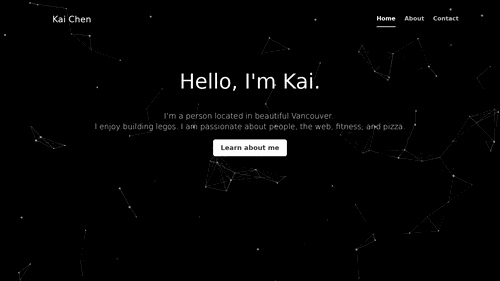 Kai Chen
Home About Contact
Hello, I'm Kai.
I'm a person located in beautiful Vancouver.
I enjoy building legos. I am passionate about people, the web, fitness, and pizza.
Learn about me